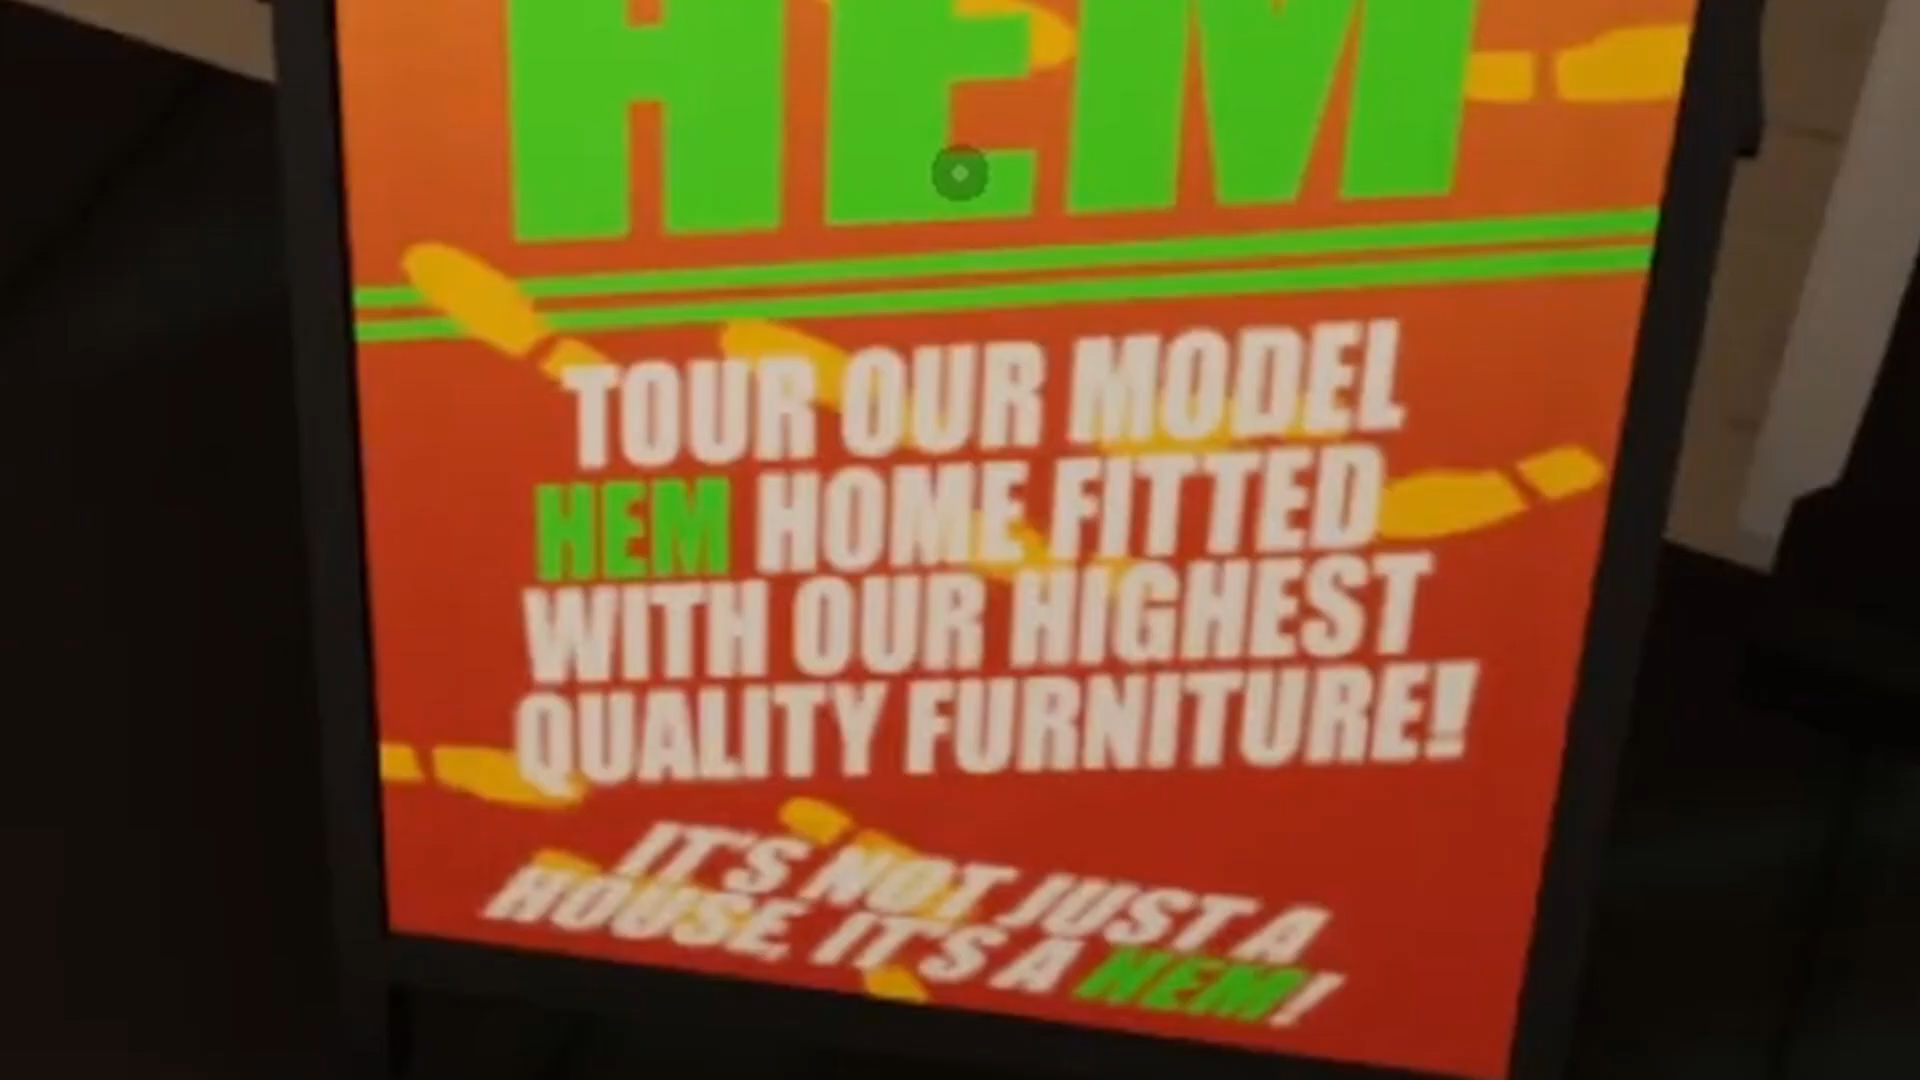 HEM
TOUR OUR MODEL
HEM HOME FITTED
WITH OUR HIGHEST
QUALITY FURNITURE!
IT'S NOT JUST A
HOUSE, IT'S A HEM!